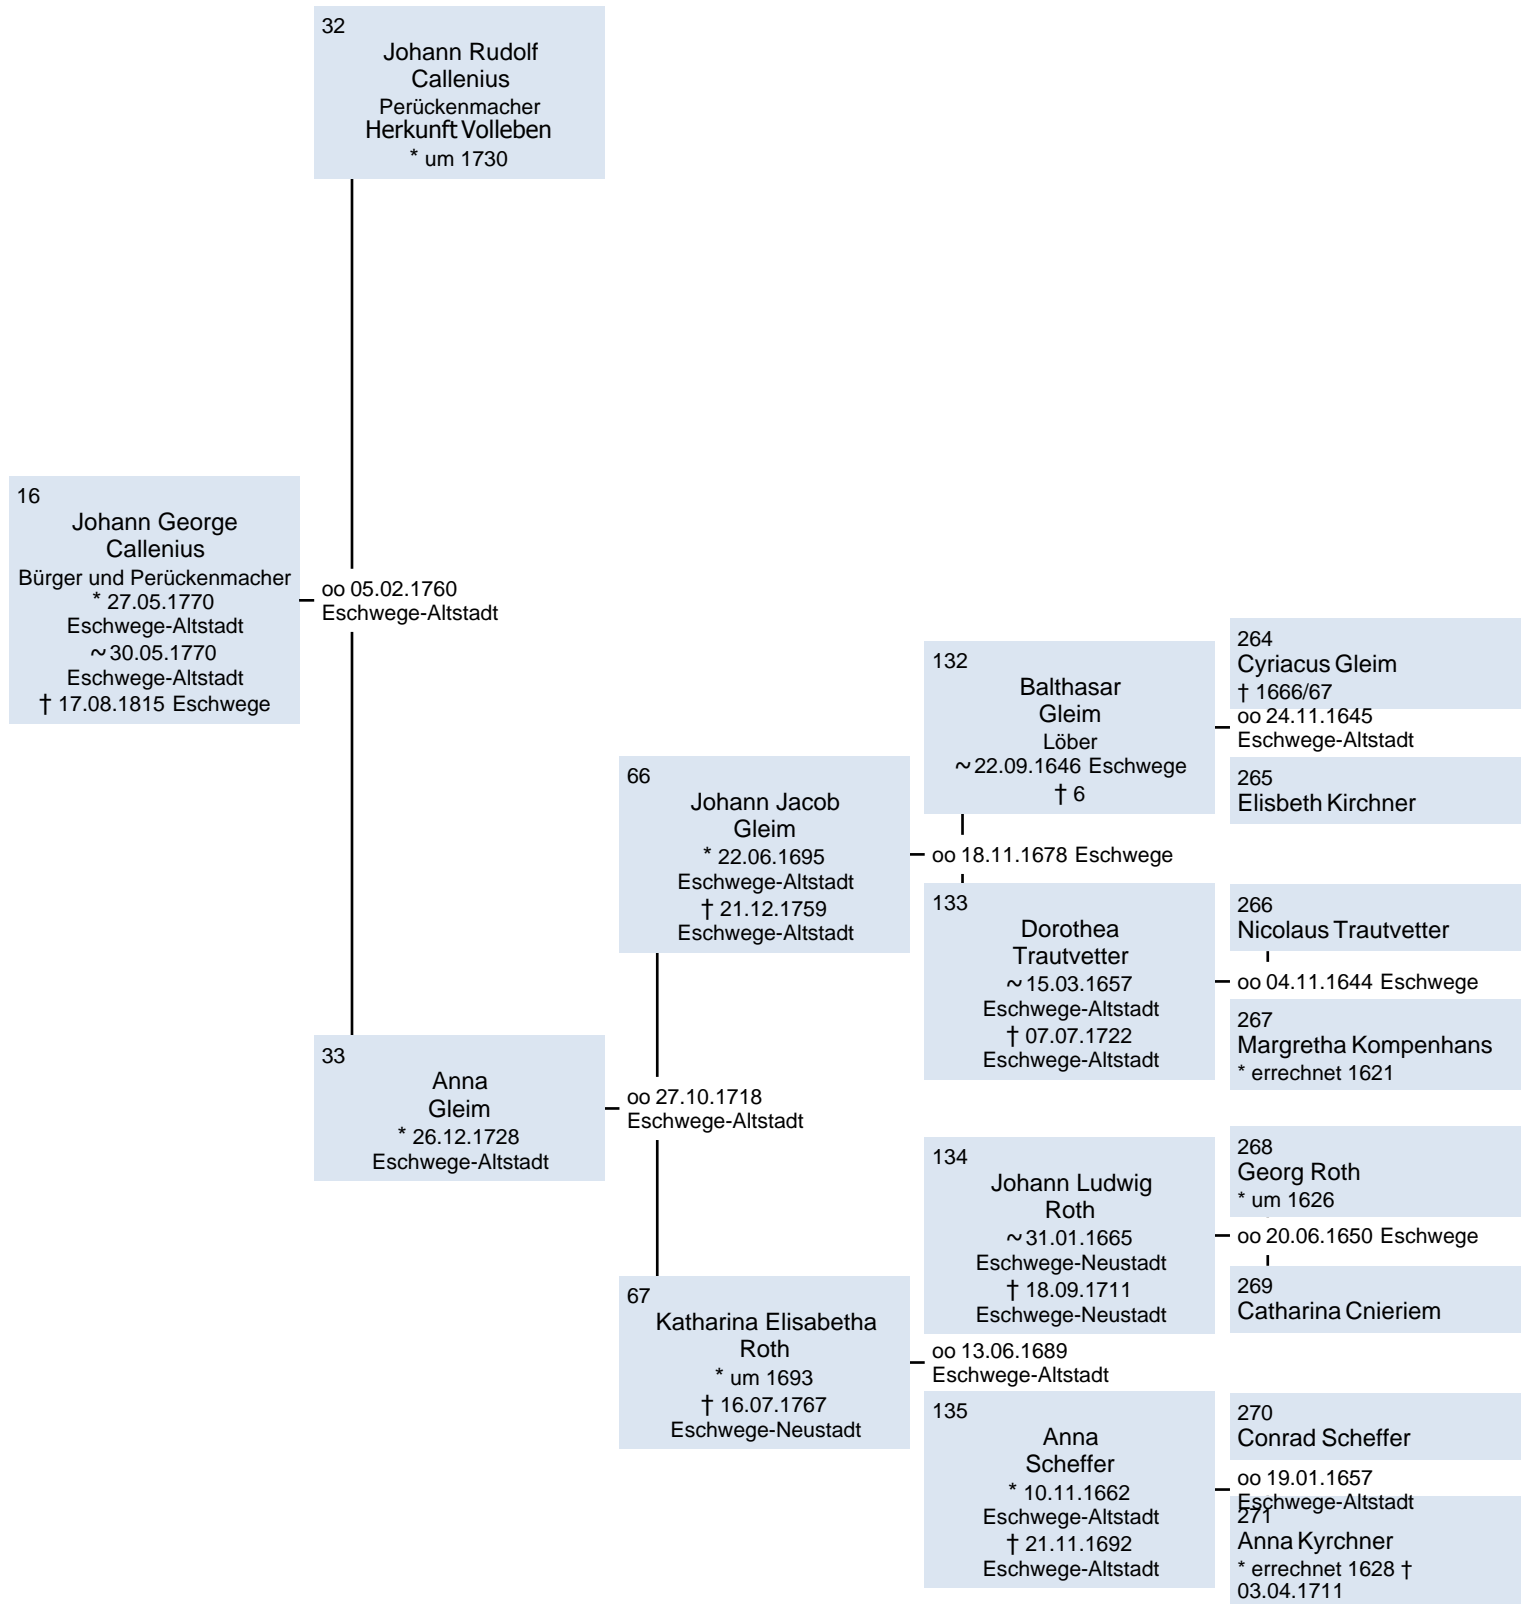 32
Johann Rudolf
Callenius
Perückenmacher
Herkunft Volleben
* um 1730
16
Johann George
Callenius
Bürger und Perückenmacher
* 27.05.1770
Eschwege-Altstadt
~ 30.05.1770
Eschwege-Altstadt
† 17.08.1815 Eschwege
oo 05.02.1760
Eschwege-Altstadt
33
Anna
Gleim
* 26.12.1728
Eschwege-Altstadt
66
Johann Jacob
Gleim
* 22.06.1695
Eschwege-Altstadt
† 21.12.1759
Eschwege-Altstadt
oo 27.10.1718
Eschwege-Altstadt
67
Katharina Elisabetha
Roth
* um 1693
† 16.07.1767
Eschwege-Neustadt
132
Balthasar
Gleim
Löber
~ 22.09.1646 Eschwege
† 6
oo 18.11.1678 Eschwege
133
Dorothea
Trautvetter
~ 15.03.1657
Eschwege-Altstadt
† 07.07.1722
Eschwege-Altstadt
134
Johann Ludwig
Roth
~ 31.01.1665
Eschwege-Neustadt
† 18.09.1711
Eschwege-Neustadt
oo 13.06.1689
Eschwege-Altstadt
135
Anna
Scheffer
* 10.11.1662
Eschwege-Altstadt
† 21.11.1692
Eschwege-Altstadt
264
Cyriacus Gleim
† 1666/67
oo 24.11.1645
Eschwege-Altstadt
265
Elisbeth Kirchner
266
Nicolaus Trautvetter
oo 04.11.1644 Eschwege
267
Margretha Kompenhans
* errechnet 1621
268
Georg Roth
* um 1626
oo 20.06.1650 Eschwege
269
Catharina Cnieriem
270
Conrad Scheffer
oo 19.01.1657
Eschwege-Altstadt
271
Anna Kyrchner
* errechnet 1628 †
03.04.1711